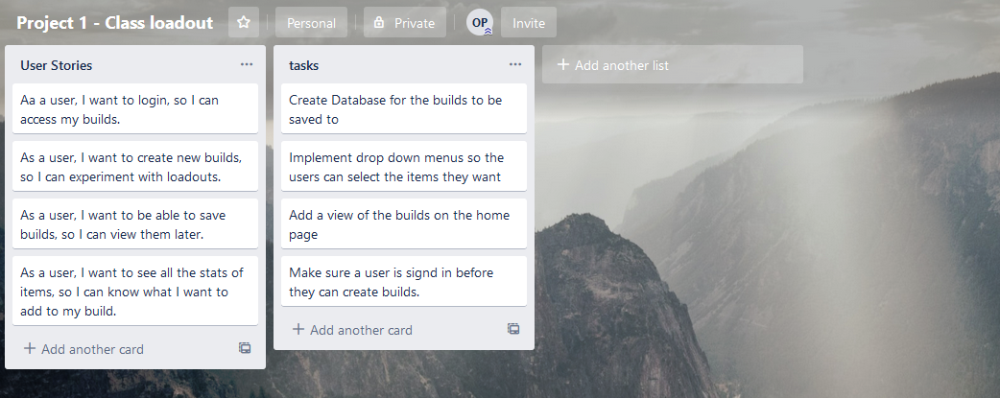 Project 1 - Class loadout
Personal
Private
OP
Invite
User Stories
Aa a user, I want to login, so I can
access my builds.
As a user, I want to create new builds,
so I can experiment with loadouts.
As a user, I want to be able to save
builds, so I can view them later.
As a user, I want to see all the stats of
items, so I can know what I want to
add to my build.
Add another card
tasks
Create Database for the builds to be
saved to
Implement drop down menus so the
users can select the items they want
Add a view of the builds on the home
page
Make sure a user is signd in before
they can create builds.
Add another card
Add another list